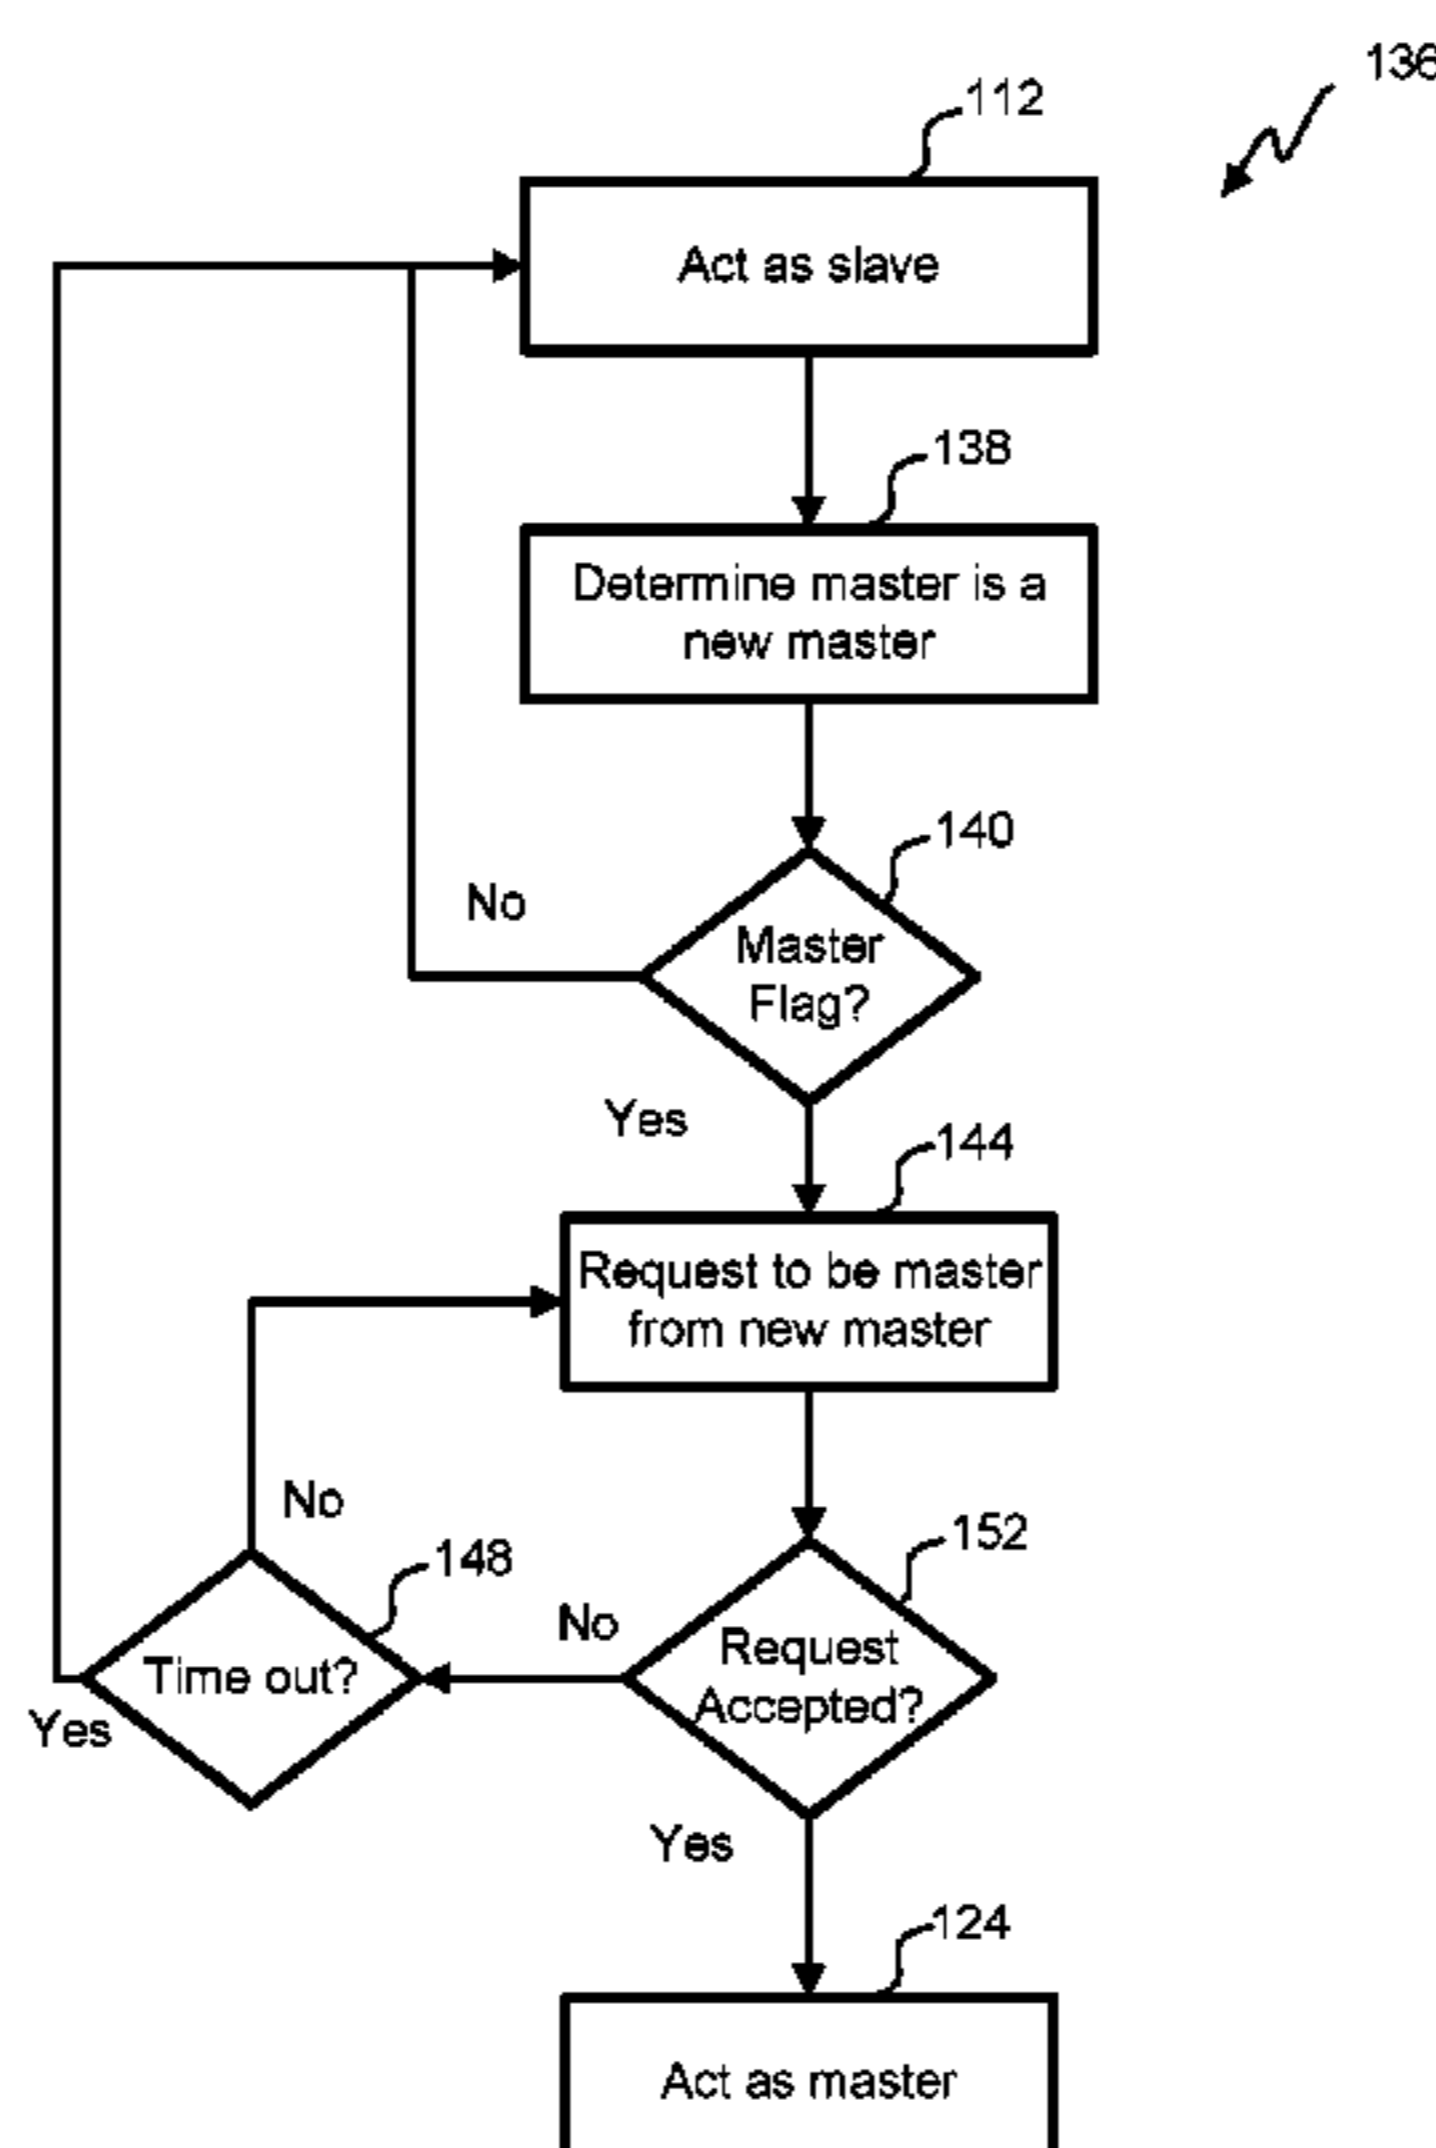 136
112
Act as slave
138
Determine master is a
new master
140
No
Master
Flag?
Yes
144
Request to be master
from new master
No
152
148
No
Request
Accepted?
Time out?
Yes
Yes
124
Act as master